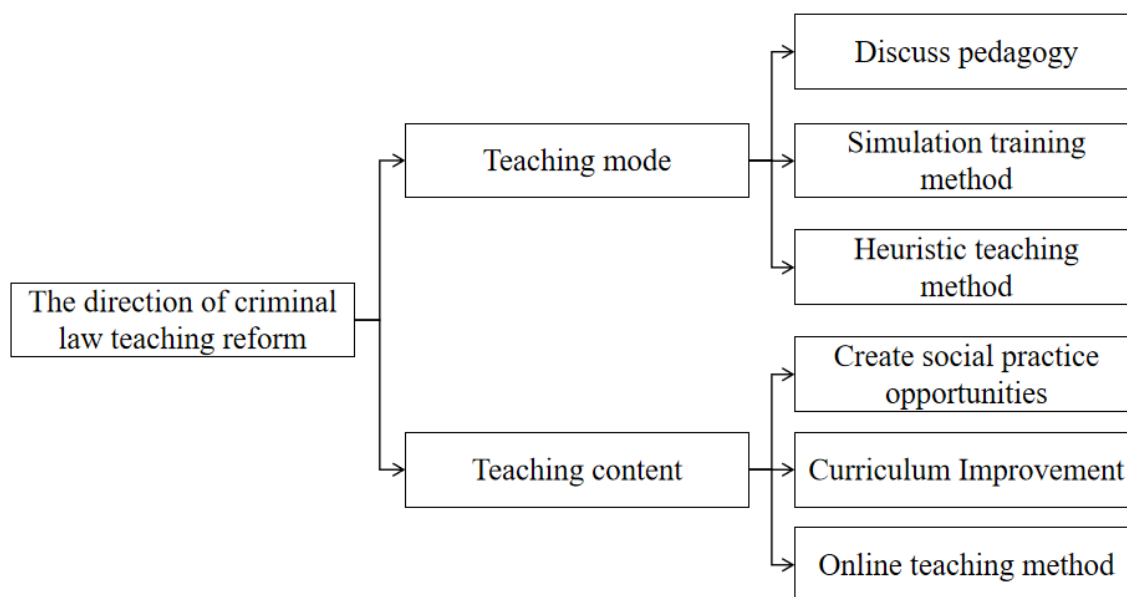 The direction of criminal
law teaching reform
Teaching mode
Discuss pedagogy
Simulation training
method
Heuristic teaching
method
Teaching content
Create social practice
opportunities
Curriculum Improvement
Online teaching method